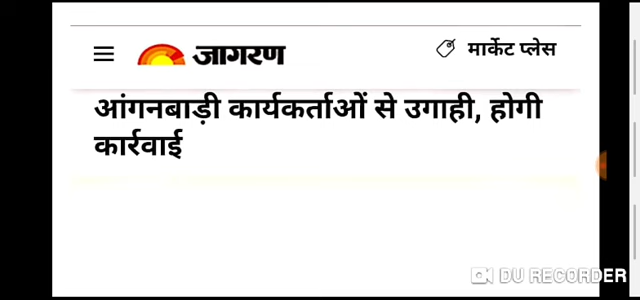 जागरण
मार्केट प्लेस
आंगनबाड़ी कार्यकर्ताओं से उगाही, होगी
कार्रवाई
DU RECORDER